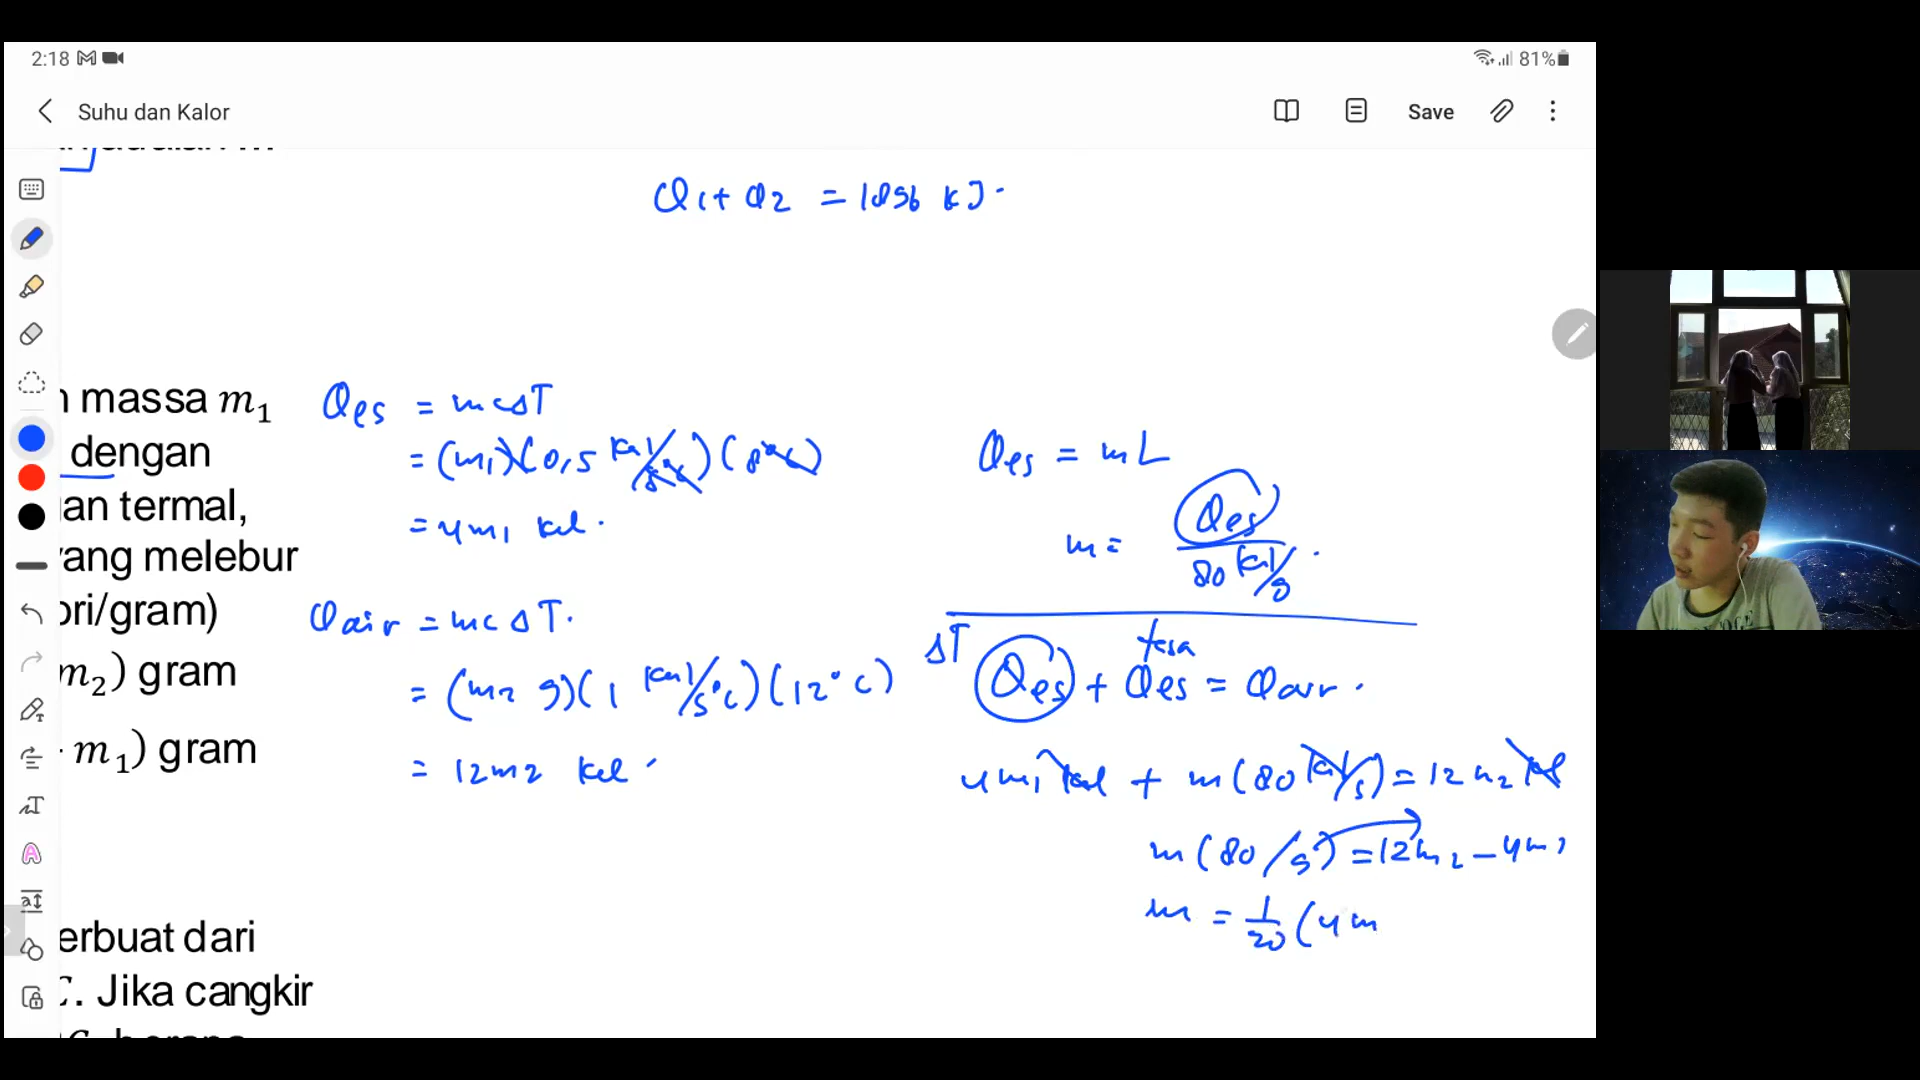 2:18
81%
Suhu dan Kalor
Save
Q1 + Q2 = 1056 kJ.
massa m₁
dengan
an termal,
yang melebur
ori/gram)
m₂) gram
- m₁) gram
Qes = mcΔT
= (m₁)(0,5 kal/g°C)(8°C)
= 4m₁ kal.
Qair = mcΔT.
= (m2 g)(1 kal/g°C)(12°C)
= 12m2 kal.
Qes = mL
m = Qes / 80 kal/g.
ΔT
Qes + Qes = Qair.
4m₁ kal + m(80 kal/g) = 12m₂ kal
m(80/g) = 12m₂ - 4m₁
m = 1/20 (4m
erbuat dari
C. Jika cangkir